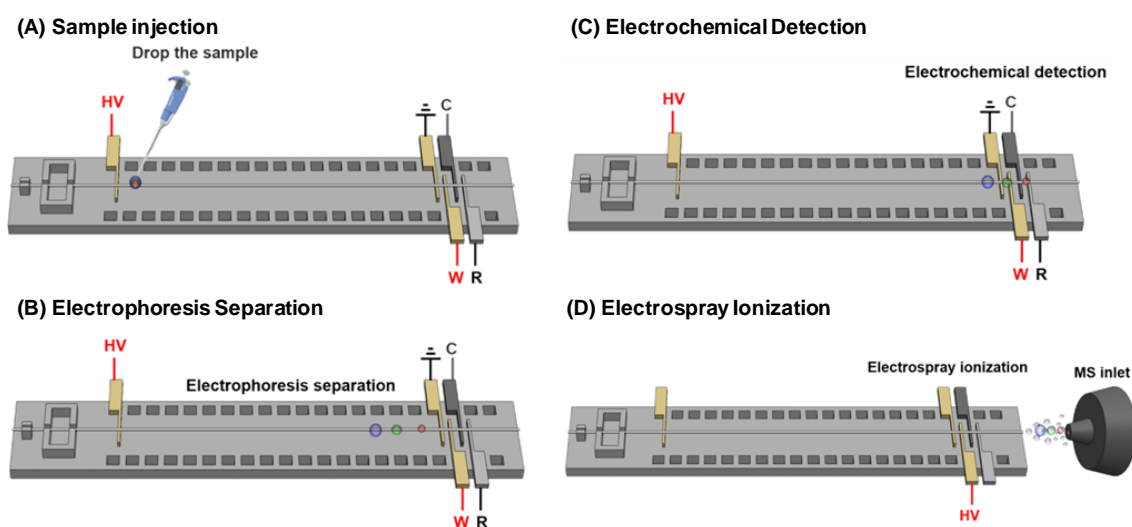 (A) Sample injection
Drop the sample
HV
C
W R
(B) Electrophoresis Separation
HV
C
Electrophoresis separation
W R
(C) Electrochemical Detection
Electrochemical detection
HV
C
W R
(D) Electrospray Ionization
Electrospray ionization
MS inlet
HV